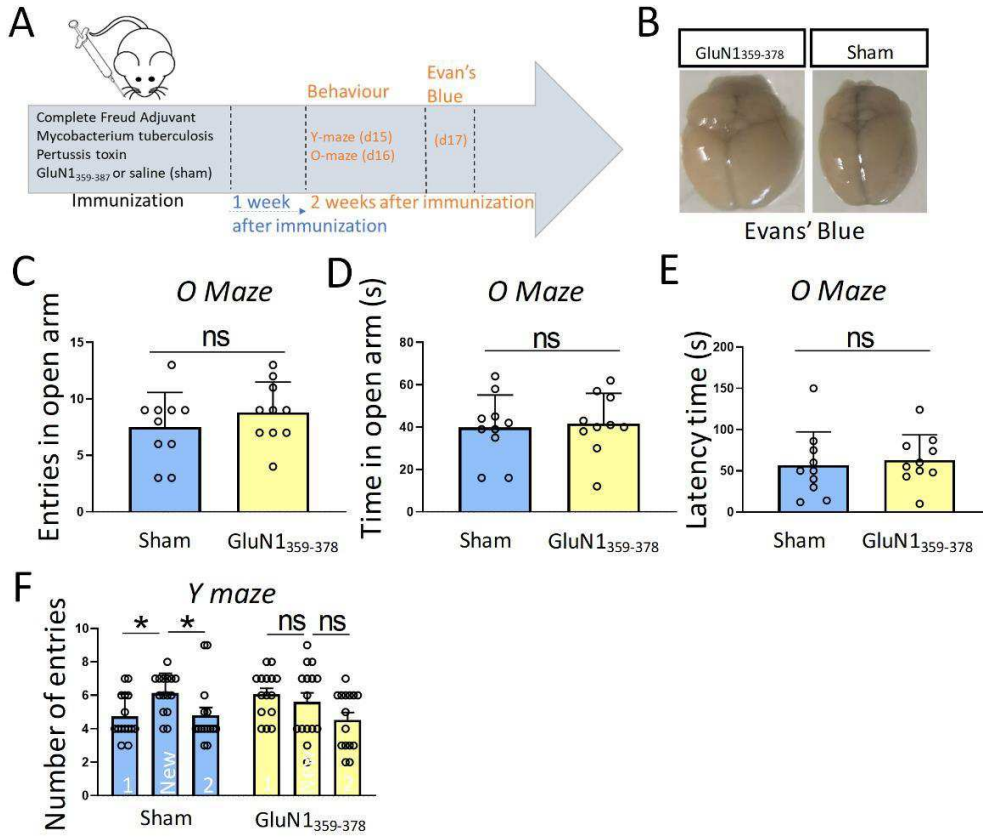 A
Complete Freud Adjuvant
Mycobacterium tuberculosis
Pertussis toxin
GluN1359-387 or saline (sham)
Immunization
1 week
after immunization
Behaviour
Y-maze (d15)
O-maze (d16)
2 weeks after immunization
Evan's
Blue
(d17)
B
GluN1359-378
Sham
Evans' Blue
C
O Maze
Entries in open arm
ns
15
10
5
0
Sham
GluN1359-378
D
O Maze
Time in open arm (s)
ns
80
60
40
20
0
Sham
GluN1359-378
E
O Maze
Latency time (s)
ns
200
150
100
50
0
Sham
GluN1359-378
F
Y maze
Number of entries
10
8
6
4
2
0
*
*
ns
ns
1
New
2
1
New
2
Sham
GluN1359-378